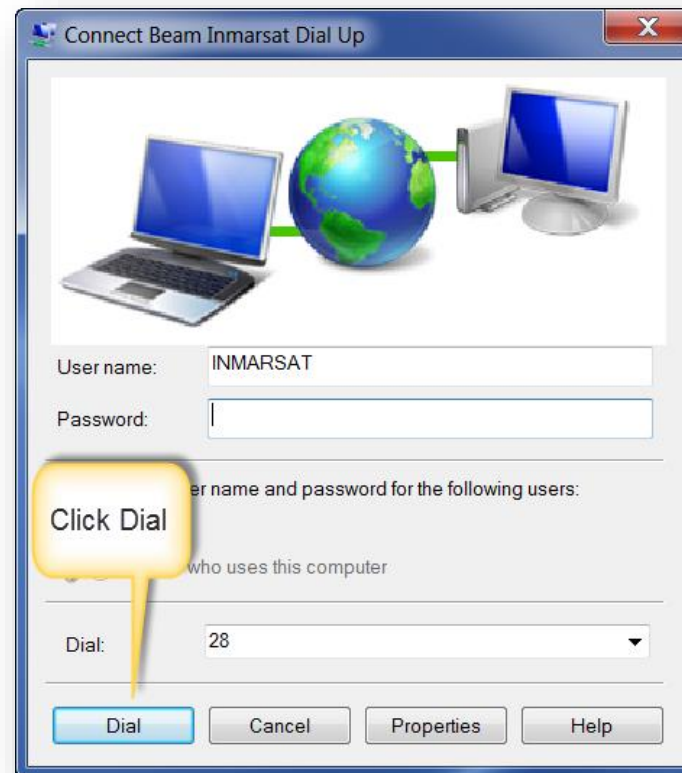 Connect Beam Inmarsat Dial Up
X
User name: INMARSAT
Password:
name and password for the following users:
Click Dial
who uses this computer
Dial: 28
Dial Cancel Properties Help